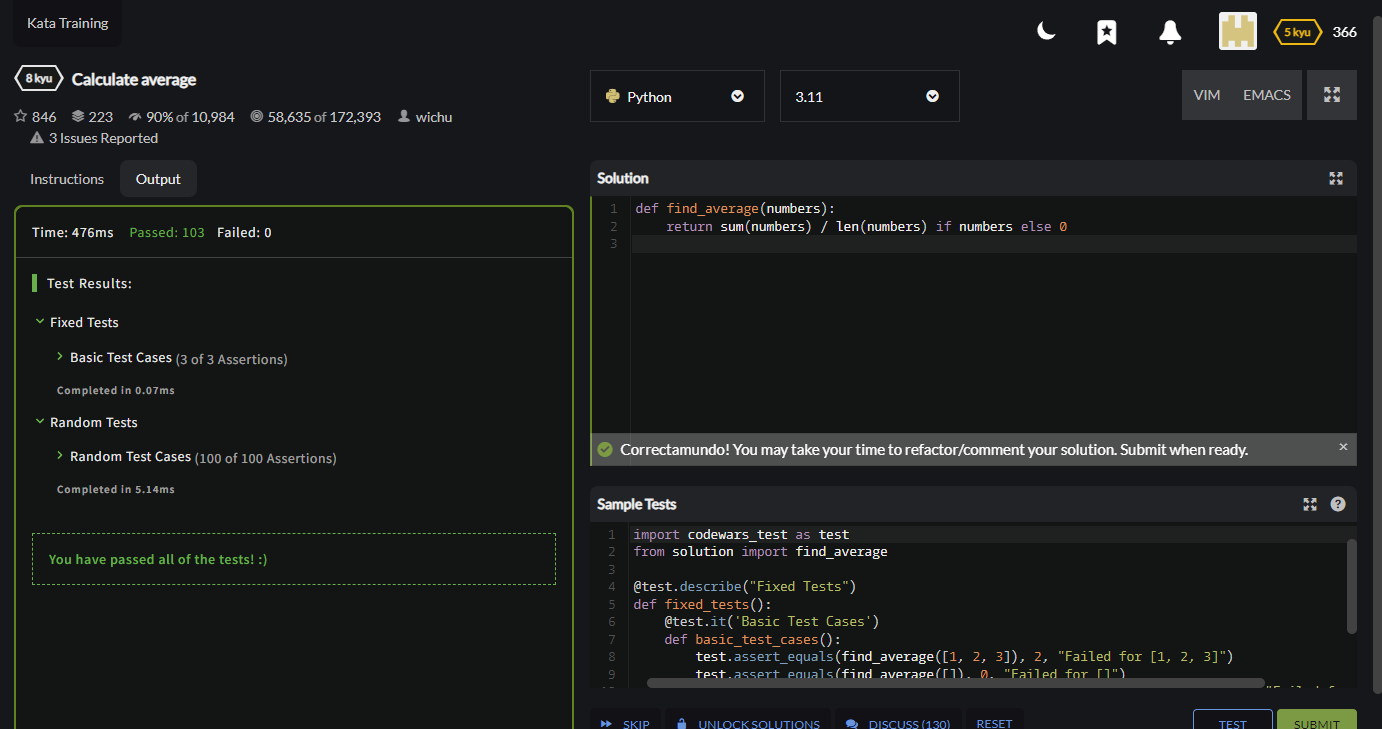 Kata Training
5 kyu 366
8 kyu Calculate average
846 223 90% of 10,984 58,635 of 172,393 wichu
3 Issues Reported
Python 3.11 VIM EMACS
Instructions Output
Time: 476ms Passed: 103 Failed: 0
Test Results:
Fixed Tests
Basic Test Cases (3 of 3 Assertions)
Completed in 0.07ms
Random Tests
Random Test Cases (100 of 100 Assertions)
Completed in 5.14ms
You have passed all of the tests! :)
Solution
1 def find_average(numbers):
2     return sum(numbers) / len(numbers) if numbers else 0
3
Correctamundo! You may take your time to refactor/comment your solution. Submit when ready. ×
Sample Tests
1 import codewars_test as test
2 from solution import find_average
3
4 @test.describe("Fixed Tests")
5 def fixed_tests():
6     @test.it('Basic Test Cases')
7     def basic_test_cases():
8         test.assert_equals(find_average([1, 2, 3]), 2, "Failed for [1, 2, 3]")
9         test.assert_equals(find_average([]), 0, "Failed for []")
SKIP UNLOCK SOLUTIONS DISCUSS (130) RESET TEST SUBMIT